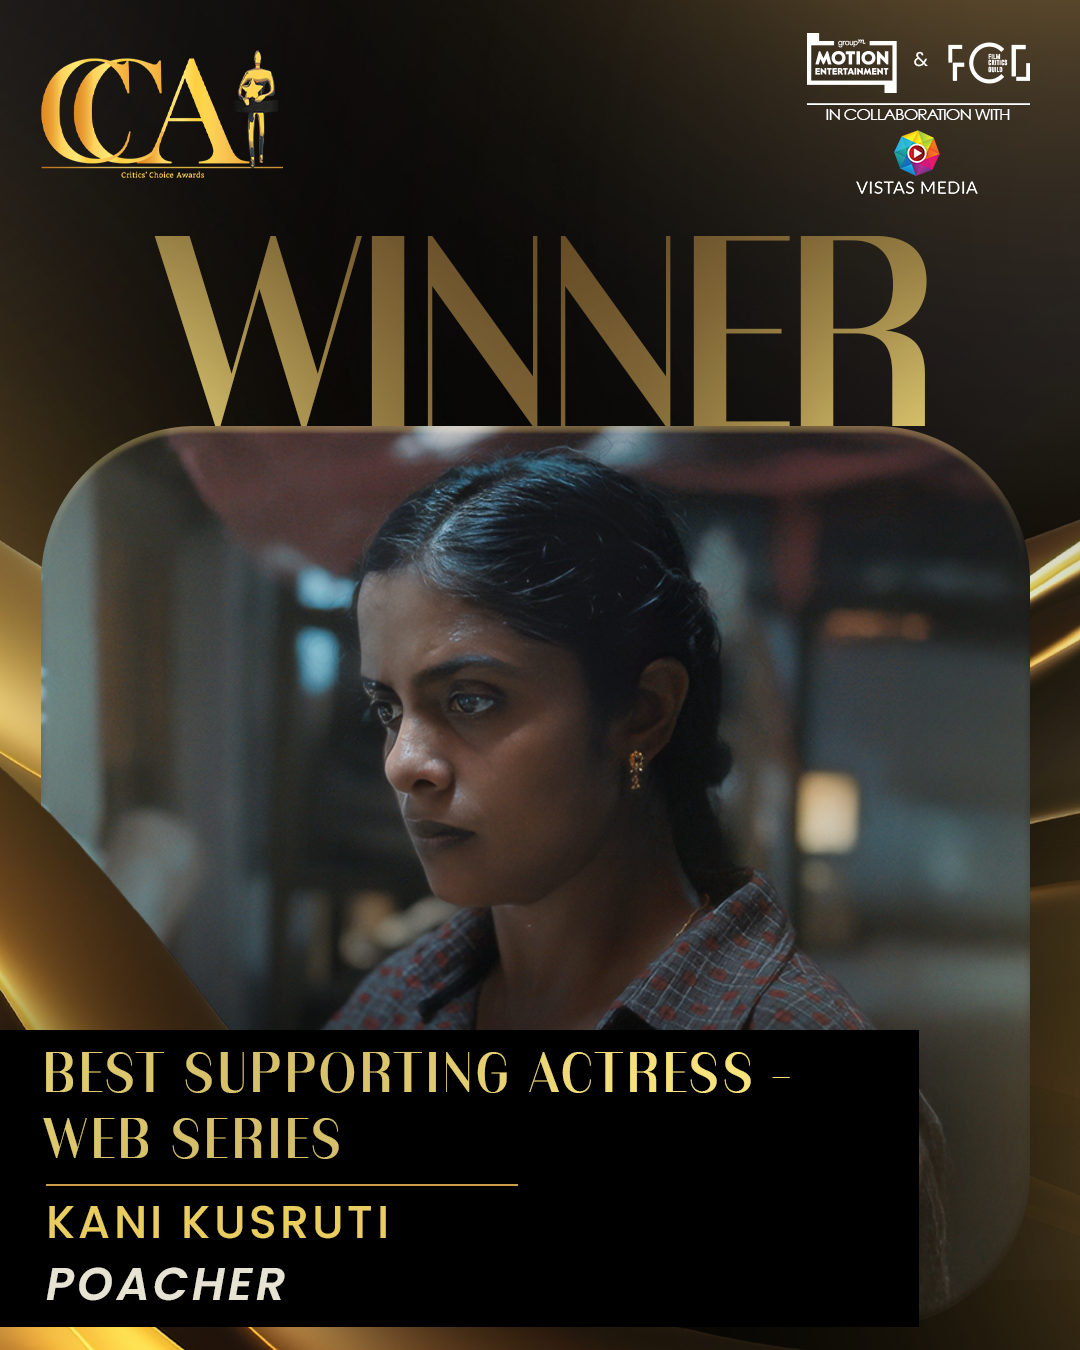 CCA
Critics' Choice Awards
groupm
MOTION
ENTERTAINMENT
&
FCG
FILM
CRITICS
GUILD
IN COLLABORATION WITH
VISTAS MEDIA
WINNER
BEST SUPPORTING ACTRESS –
WEB SERIES
KANI KUSRUTI
POACHER